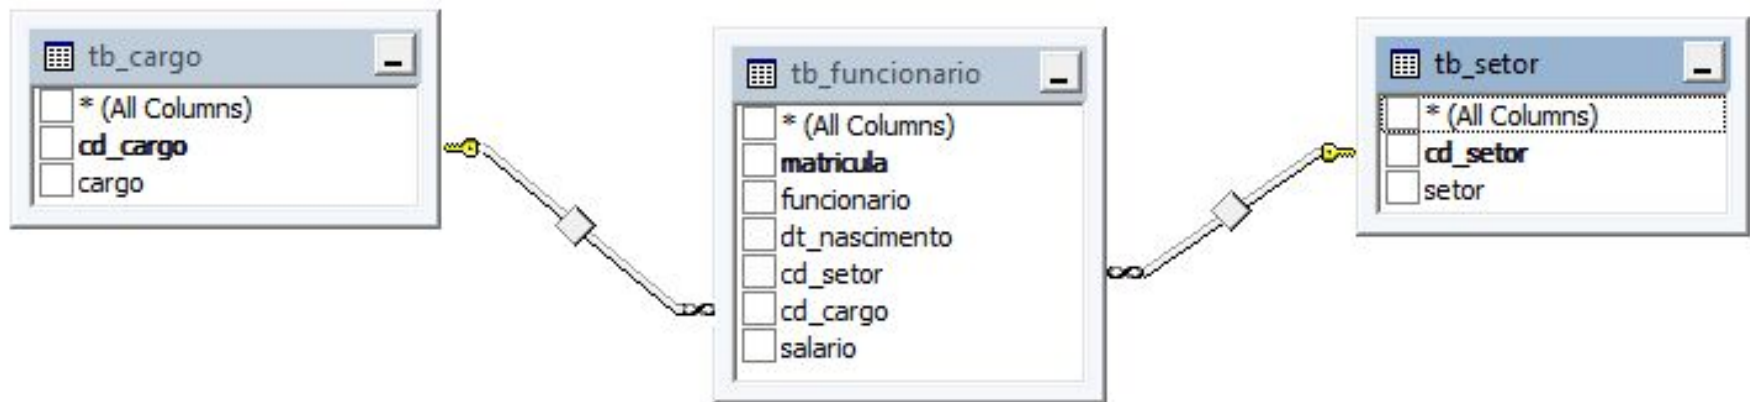 tb_cargo
* (All Columns)
cd_cargo
cargo
tb_funcionario
* (All Columns)
matricula
funcionario
dt_nascimento
cd_setor
cd_cargo
salario
tb_setor
* (All Columns)
cd_setor
setor